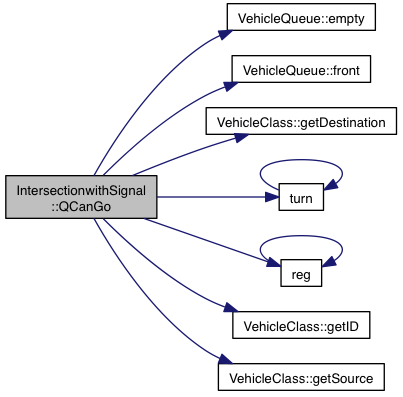 VehicleQueue::empty
VehicleQueue::front
VehicleClass::getDestination
IntersectionwithSignal
::QCanGo
turn
reg
VehicleClass::getID
VehicleClass::getSource